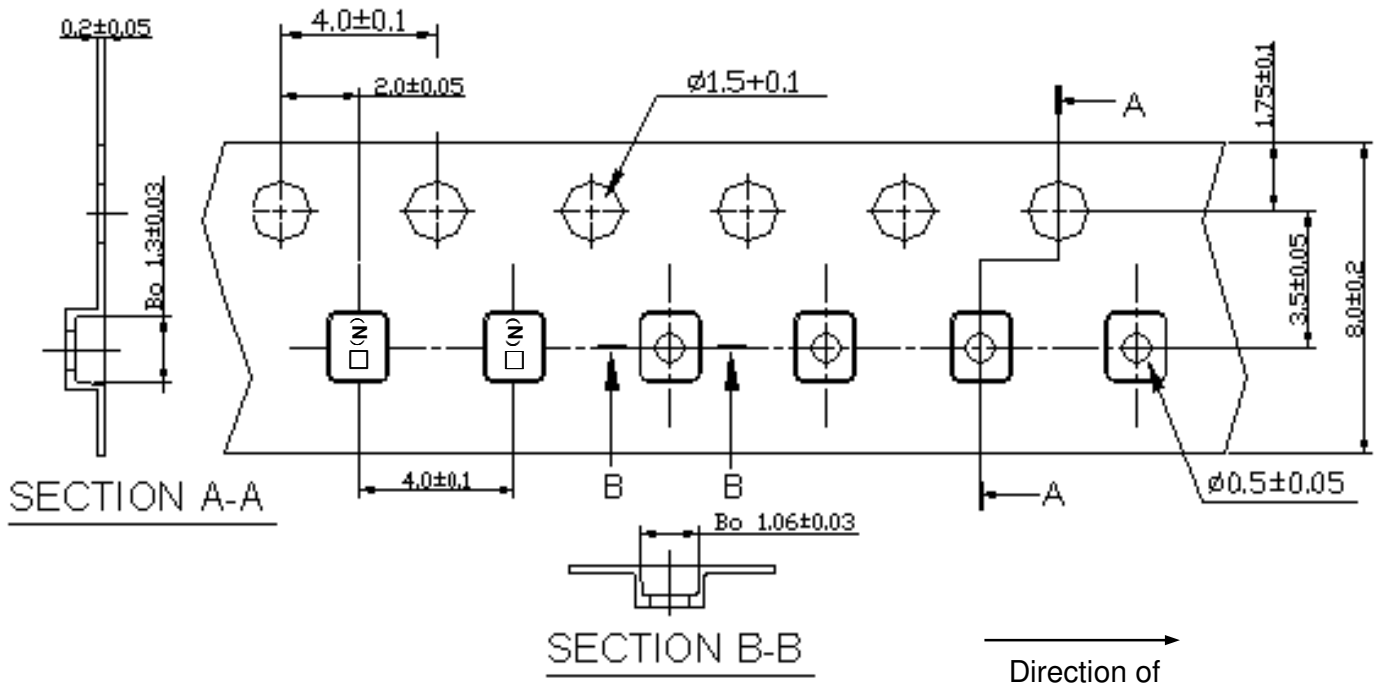 0.2±0.05
4.0±0.1
2.0±0.05
ø1.5+0.1
A
1.75±0.1
Bo 1.3±0.03
3.5±0.05
8.0±0.2
(N)
(N)
SECTION A-A
4.0±0.1
B
B
A
ø0.5±0.05
Bo 1.06±0.03
SECTION B-B
Direction of